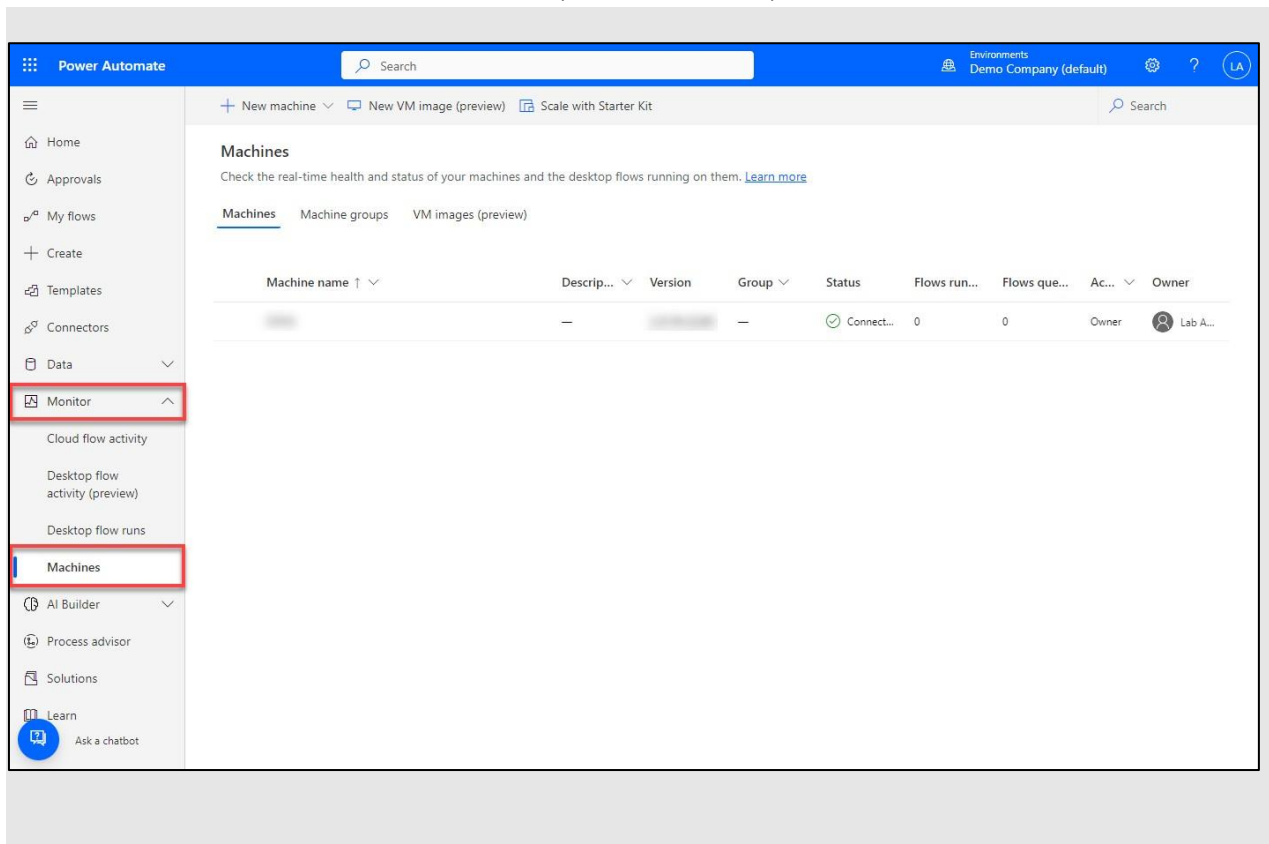 Power Automate
Search
Environments
Demo Company (default)
?
LA
New machine
New VM image (preview)
Scale with Starter Kit
Search
Home
Approvals
My flows
Create
Templates
Connectors
Data
Monitor
Cloud flow activity
Desktop flow
activity (preview)
Desktop flow runs
Machines
AI Builder
Process advisor
Solutions
Learn
Ask a chatbot
Machines
Check the real-time health and status of your machines and the desktop flows running on them. Learn more
Machines Machine groups VM images (preview)
Machine name ↑ Descrip... Version Group Status Flows run... Flows que... Ac... Owner
— — Connect... 0 0 Owner Lab A...